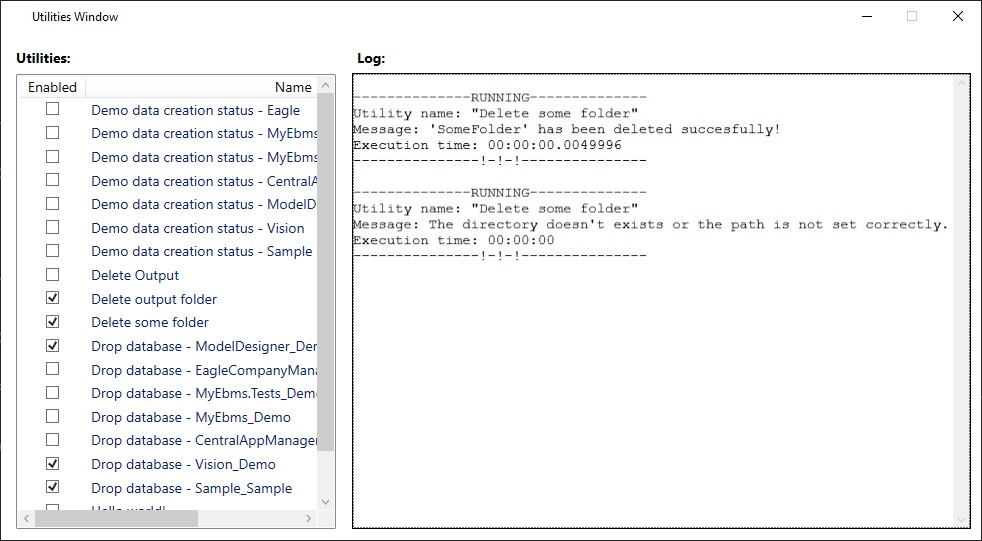 Utilities Window
Utilities:
Enabled Name
Demo data creation status - Eagle
Demo data creation status - MyEbms
Demo data creation status - MyEbms
Demo data creation status - CentralA
Demo data creation status - ModelD
Demo data creation status - Vision
Demo data creation status - Sample
Delete Output
Delete output folder
Delete some folder
Drop database - ModelDesigner_Der
Drop database - EagleCompanyMana
Drop database - MyEbms.Tests_Dem
Drop database - MyEbms_Demo
Drop database - CentralAppManager
Drop database - Vision_Demo
Drop database - Sample_Sample
Hello world!
Log:
--------------RUNNING--------------
Utility name: "Delete some folder"
Message: 'SomeFolder' has been deleted succesfully!
Execution time: 00:00:00.0049996
---------------!-!-!---------------
--------------RUNNING--------------
Utility name: "Delete some folder"
Message: The directory doesn't exists or the path is not set correctly.
Execution time: 00:00:00
---------------!-!-!---------------